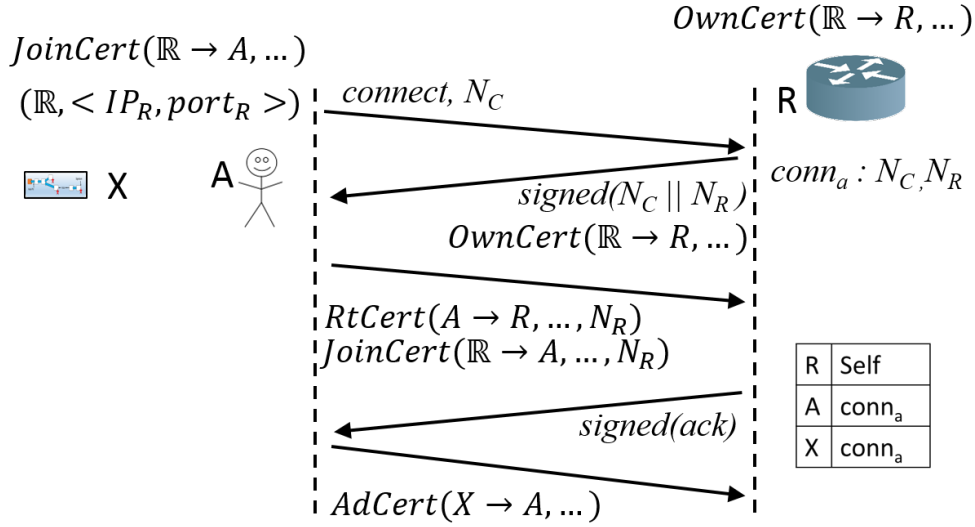 OwnCert(ℝ → R, …)
JoinCert(ℝ → A, …)
(ℝ, < IP_R, port_R >)
connect, N_C
R
X
A
conn_a : N_C, N_R
signed(N_C || N_R)
OwnCert(ℝ → R, …)
RtCert(A → R, … , N_R)
JoinCert(ℝ → A, … , N_R)
R Self
A conn_a
X conn_a
signed(ack)
AdCert(X → A, …)